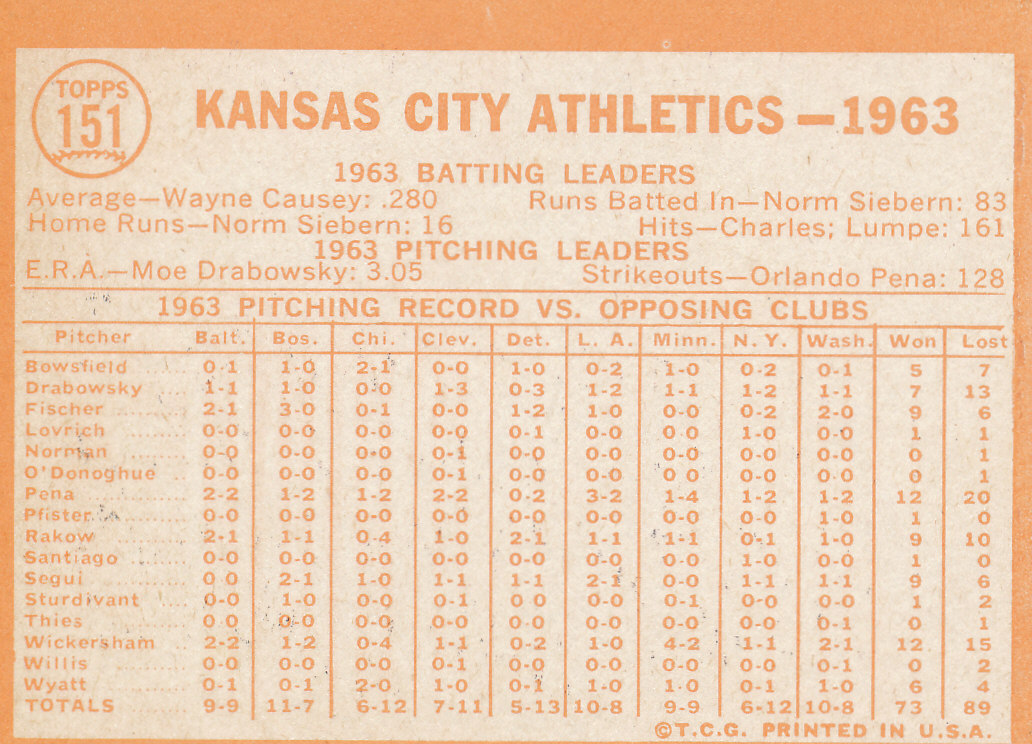 TOPPS
151
KANSAS CITY ATHLETICS—1963
1963 BATTING LEADERS
Average—Wayne Causey: .280 Runs Batted In—Norm Siebern: 83
Home Runs—Norm Siebern: 16 Hits—Charles; Lumpe: 161
1963 PITCHING LEADERS
E.R.A.—Moe Drabowsky: 3.05 Strikeouts—Orlando Pena: 128
1963 PITCHING RECORD VS. OPPOSING CLUBS
Pitcher Balt. Bos. Chi. Clev. Det. L. A. Minn. N. Y. Wash. Won Lost
Bowsfield ...... 0-1 1-0 2-1 0-0 1-0 0-2 1-0 0-2 0-1 5 7
Drabowsky .... 1-1 1-0 0-0 1-3 0-3 1-2 1-1 1-2 1-1 7 13
Fischer .......... 2-1 3-0 0-1 0-0 1-2 1-0 0-0 0-2 2-0 9 6
Lovrich ......... 0-0 0-0 0-0 0-0 0-1 0-0 0-0 1-0 0-0 1 1
Norman ........ 0-0 0-0 0-0 0-1 0-0 0-0 0-0 0-0 0-0 0 1
O'Donoghue .. 0-0 0-0 0-0 0-1 0-0 0-0 0-0 0-0 0-0 0 1
Pena .............. 2-2 1-2 1-2 2-2 0-2 3-2 1-4 1-2 1-2 12 20
Pfister ........... 0-0 0-0 0-0 0-0 0-0 0-0 0-0 0-0 1-0 1 0
Rakow .......... 2-1 1-1 0-4 1-0 2-1 1-1 1-1 0-1 1-0 9 10
Santiago ....... 0-0 0-0 0-0 0-0 0-0 0-0 0-0 1-0 0-0 1 0
Segui ............ 0 0 2-1 1-0 1-1 1-1 2-1 0-0 1-1 1-1 9 6
Sturdivant .... 0-0 1-0 0-0 0-1 0 0 0-0 0-1 0-0 0-0 1 2
Thies ............ 0-0 0-0 0-0 0-0 0-0 0-0 0-0 0-0 0-1 0 1
Wickersham .. 2-2 1-2 0-4 1-1 0-2 1-0 4-2 1-1 2-1 12 15
Willis ............ 0-0 0-0 0-0 0-1 0-0 0-0 0-0 0-0 0-1 0 2
Wyatt ............ 0-1 0-1 2-0 1-0 0-1 1-0 1-0 0-1 1-0 6 4
TOTALS 9-9 11-7 6-12 7-11 5-13 10-8 9-9 6-12 10-8 73 89
©T.C.G. PRINTED IN U.S.A.